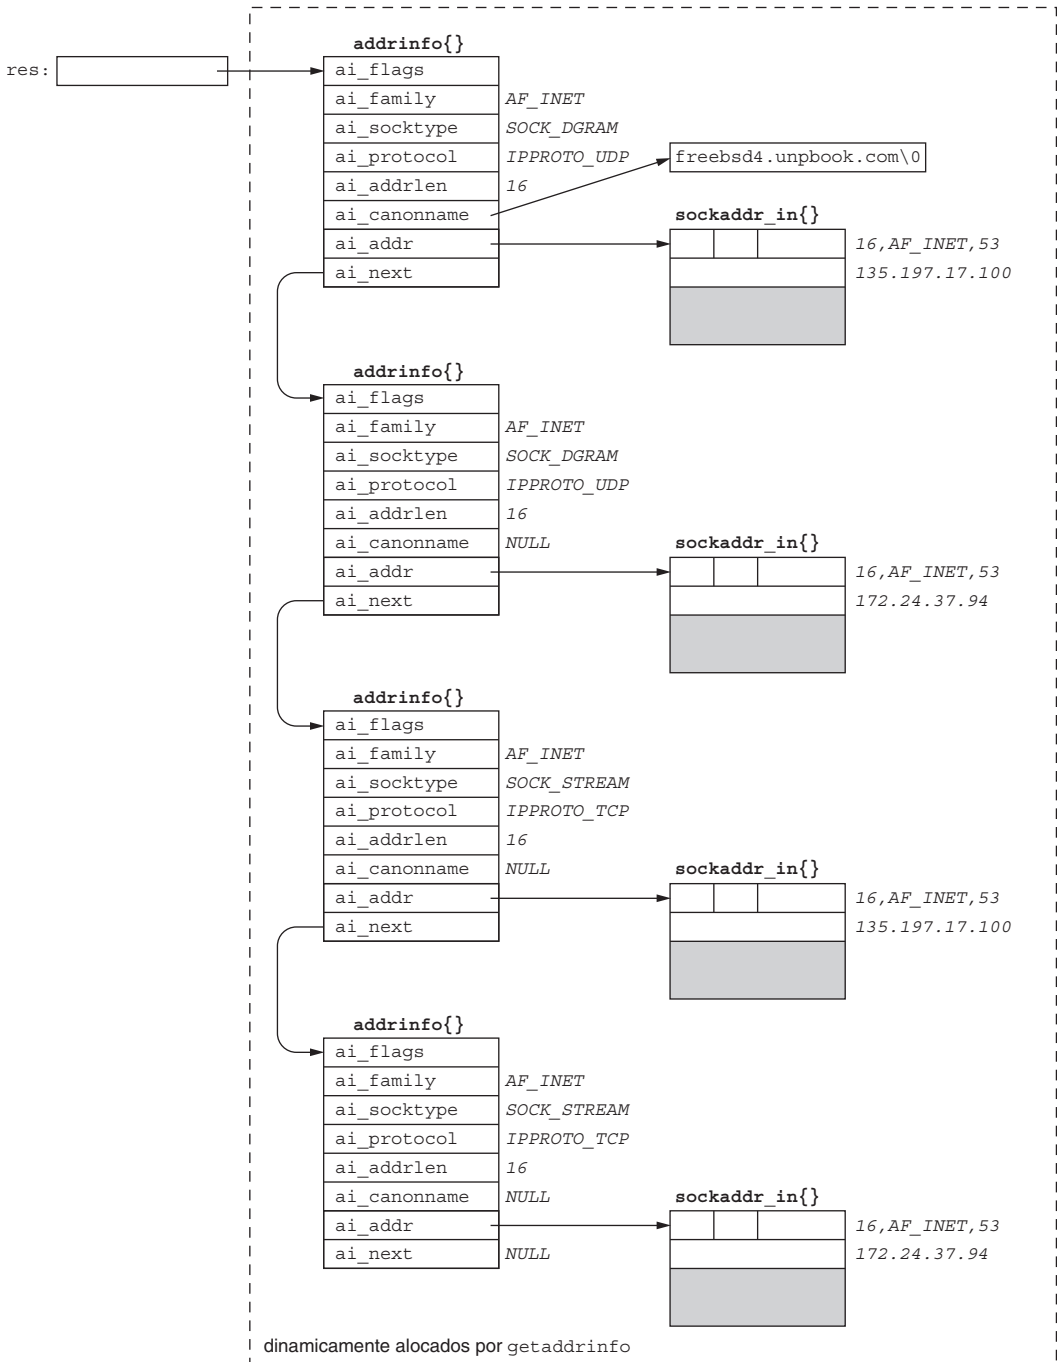 addrinfo{}
res:
ai_flags
ai_family AF_INET
ai_socktype SOCK_DGRAM
ai_protocol IPPROTO_UDP
freebsd4.unpbook.com\0
ai_addrlen 16
ai_canonname
sockaddr_in{}
ai_addr
16,AF_INET,53
ai_next
135.197.17.100
addrinfo{}
ai_flags
ai_family AF_INET
ai_socktype SOCK_DGRAM
ai_protocol IPPROTO_UDP
ai_addrlen 16
ai_canonname NULL
sockaddr_in{}
ai_addr
16,AF_INET,53
ai_next
172.24.37.94
addrinfo{}
ai_flags
ai_family AF_INET
ai_socktype SOCK_STREAM
ai_protocol IPPROTO_TCP
ai_addrlen 16
ai_canonname NULL
sockaddr_in{}
ai_addr
16,AF_INET,53
ai_next
135.197.17.100
addrinfo{}
ai_flags
ai_family AF_INET
ai_socktype SOCK_STREAM
ai_protocol IPPROTO_TCP
ai_addrlen 16
ai_canonname NULL
sockaddr_in{}
ai_addr
16,AF_INET,53
ai_next NULL
172.24.37.94
dinamicamente alocados por getaddrinfo